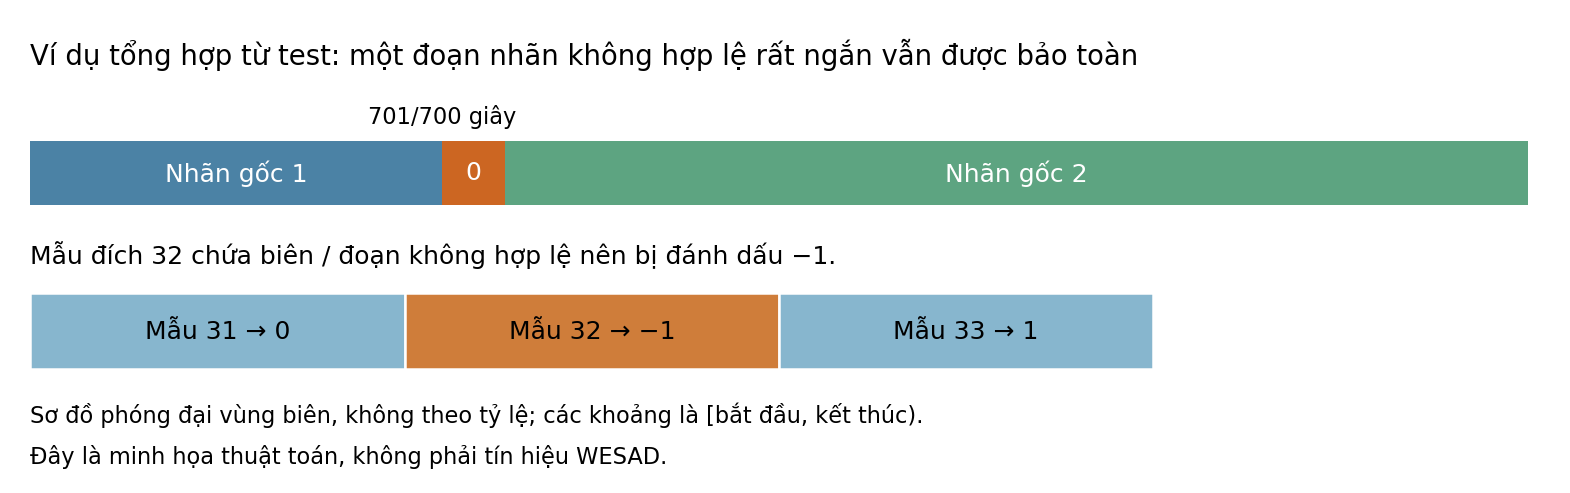 Ví dụ tổng hợp từ test: một đoạn nhãn không hợp lệ rất ngắn vẫn được bảo toàn
701/700 giây
Nhãn gốc 1 0 Nhãn gốc 2
Mẫu đích 32 chứa biên / đoạn không hợp lệ nên bị đánh dấu −1.
Mẫu 31 → 0 Mẫu 32 → −1 Mẫu 33 → 1
Sơ đồ phóng đại vùng biên, không theo tỷ lệ; các khoảng là [bắt đầu, kết thúc).
Đây là minh họa thuật toán, không phải tín hiệu WESAD.